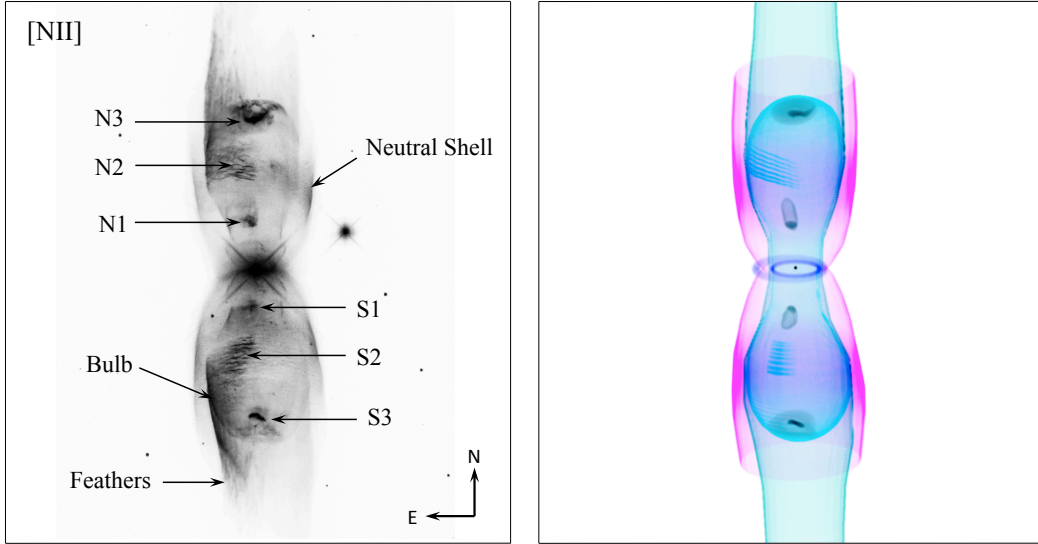 [NII]
N3
N2
Neutral Shell
N1
S1
S2
Bulb
S3
Feathers
N
E